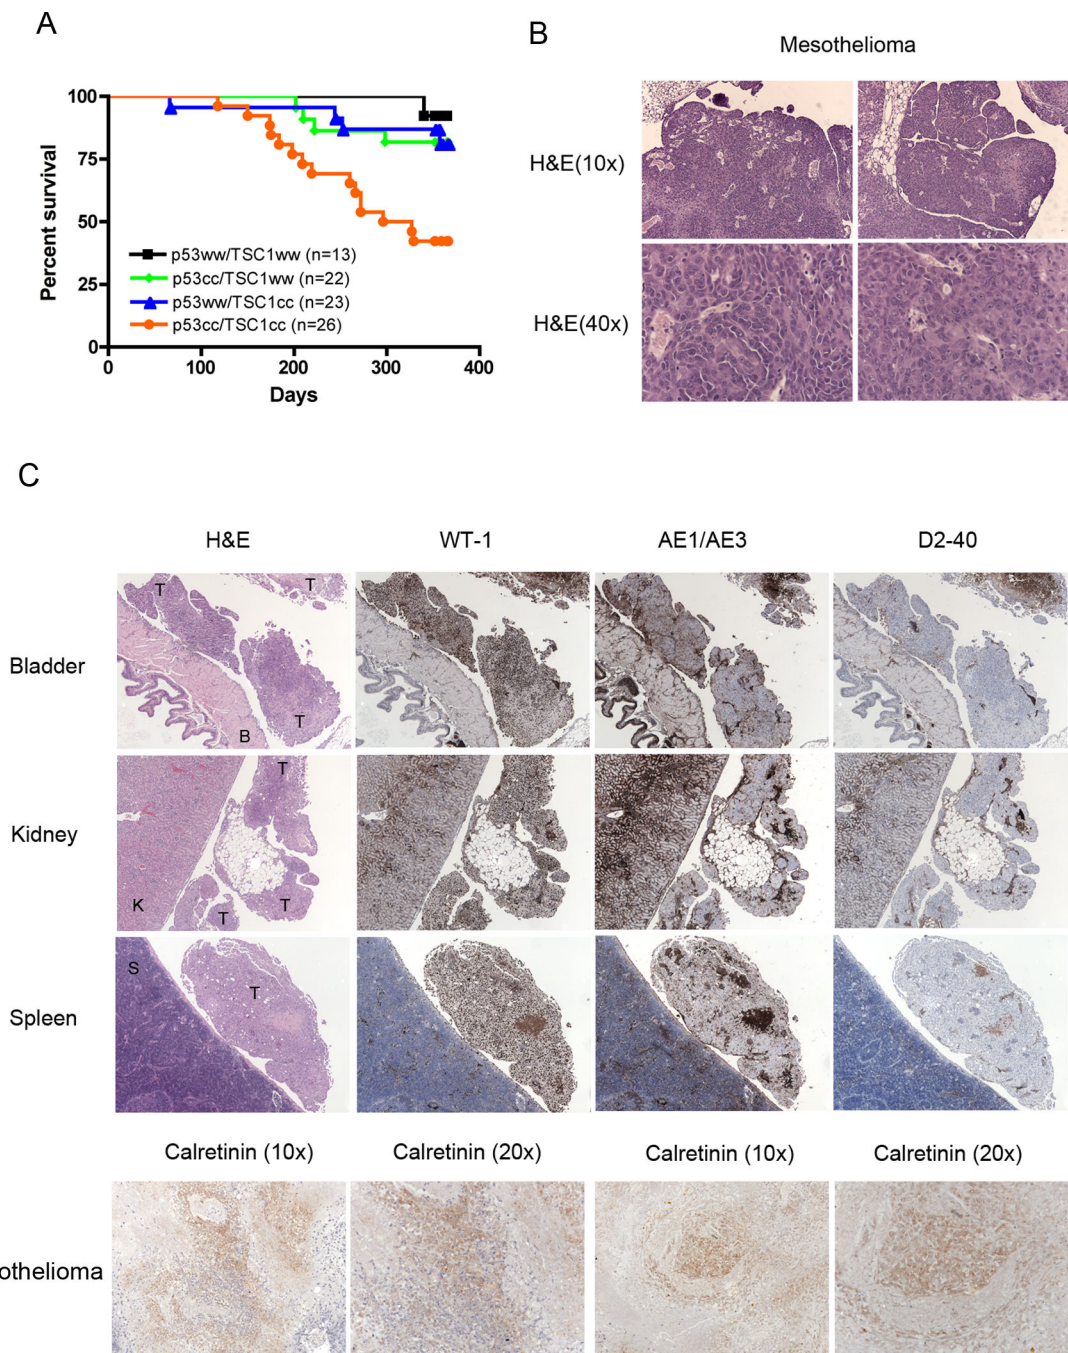 A
B
Mesothelioma
Percent survival
100
75
50
25
0
p53ww/TSC1ww (n=13)
p53cc/TSC1ww (n=22)
p53ww/TSC1cc (n=23)
p53cc/TSC1cc (n=26)
0 100 200 300 400
Days
H&E(10x)
H&E(40x)
C
H&E WT-1 AE1/AE3 D2-40
Bladder
T T
T
B
Kidney
T
K T T
Spleen
S
T
Calretinin (10x) Calretinin (20x) Calretinin (10x) Calretinin (20x)
othelioma